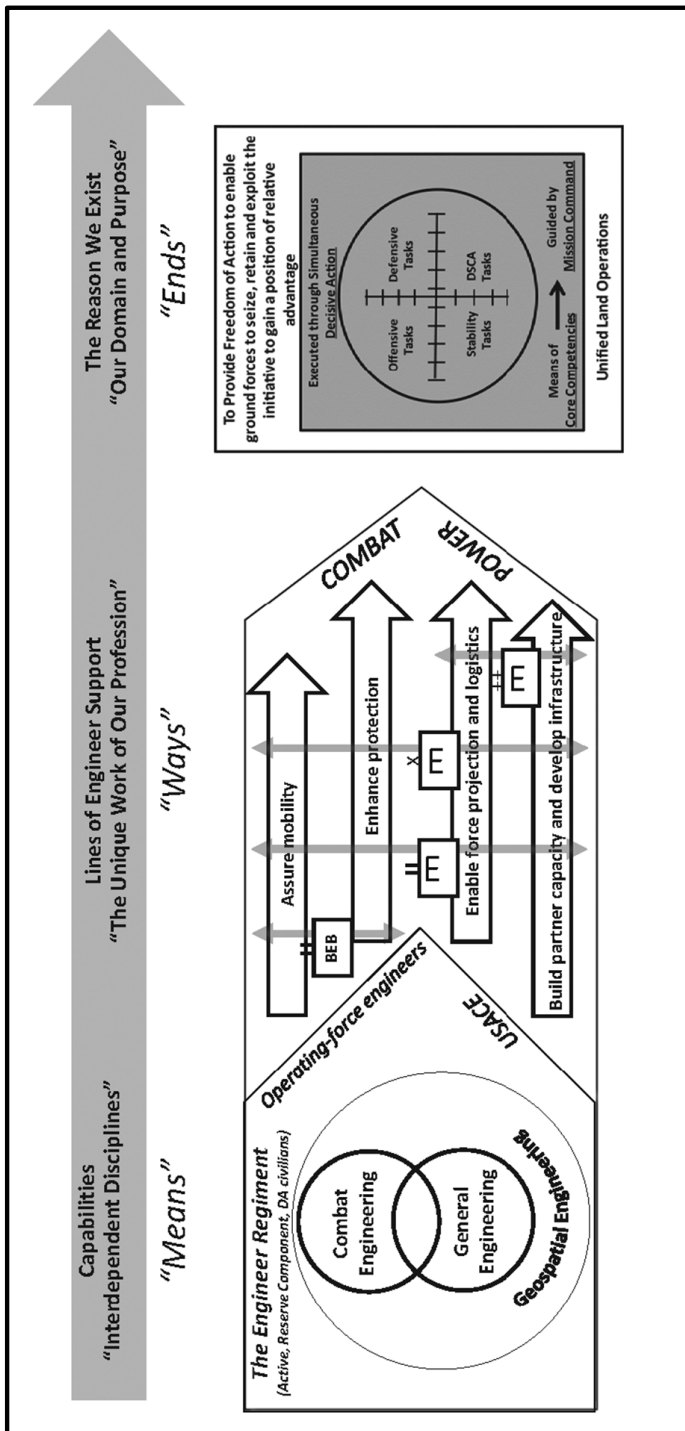 Capabilities
"Interdependent Disciplines"
"Means"
Lines of Engineer Support
"The Unique Work of Our Profession"
"Ways"
The Reason We Exist
"Our Domain and Purpose"
"Ends"
The Engineer Regiment
(Active, Reserve Component, DA civilians)
Combat
Engineering
General
Engineering
Geospatial Engineering
Operating-force engineers
USACE
Assure mobility
II
BEB
Enhance protection
II
E
X
E
Enable force projection and logistics
++
E
Build partner capacity and develop infrastructure
COMBAT
POWER
To Provide Freedom of Action to enable
ground forces to seize, retain and exploit the
initiative to gain a position of relative
advantage
Executed through Simultaneous
Decisive Action
Offensive
Tasks
Defensive
Tasks
Stability
Tasks
DSCA
Tasks
Means of
Core Competencies
Guided by
Mission Command
Unified Land Operations